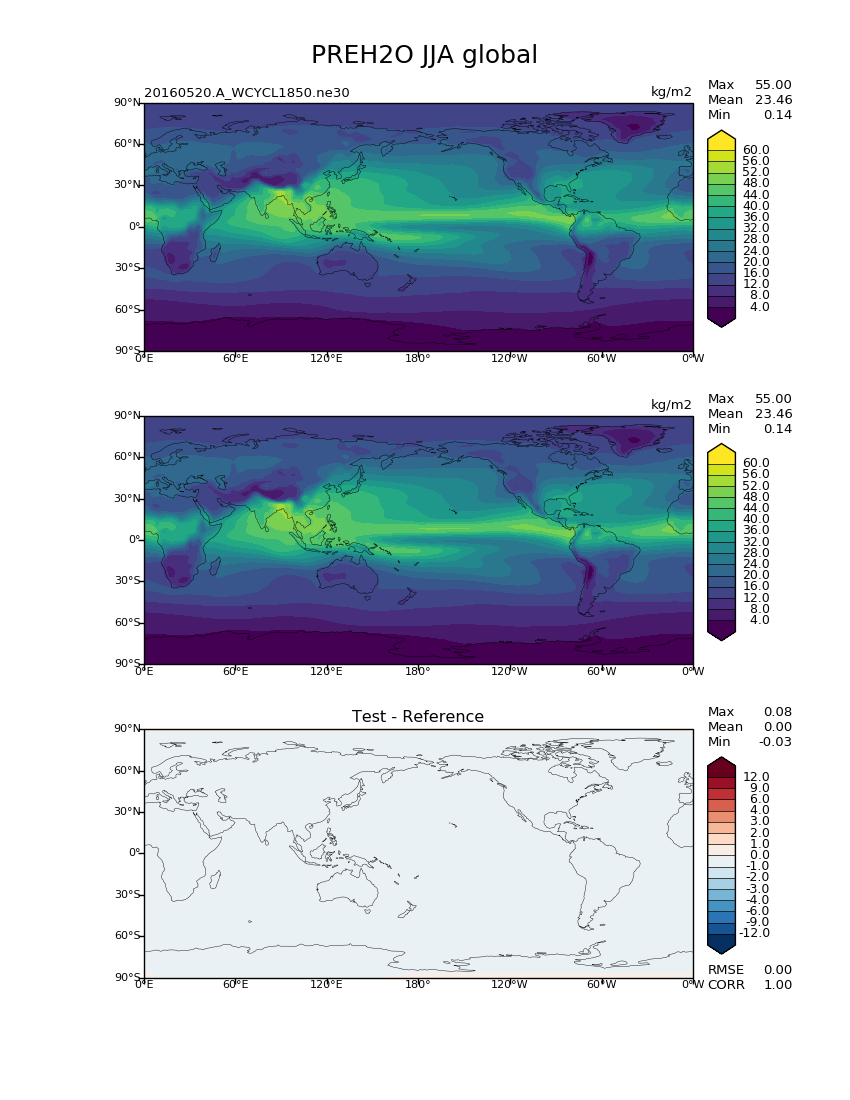 PREH2O JJA global
20160520.A_WCYCL1850.ne30
kg/m2
Max 55.00
Mean 23.46
Min 0.14
90°N
60°N
30°N
0°
30°S
60°S
90°S
0°E 60°E 120°E 180° 120°W 60°W 0°W
60.0
56.0
52.0
48.0
44.0
40.0
36.0
32.0
28.0
24.0
20.0
16.0
12.0
8.0
4.0
kg/m2
Max 55.00
Mean 23.46
Min 0.14
90°N
60°N
30°N
0°
30°S
60°S
90°S
0°E 60°E 120°E 180° 120°W 60°W 0°W
60.0
56.0
52.0
48.0
44.0
40.0
36.0
32.0
28.0
24.0
20.0
16.0
12.0
8.0
4.0
Test - Reference
Max 0.08
Mean 0.00
Min -0.03
90°N
60°N
30°N
0°
30°S
60°S
90°S
0°E 60°E 120°E 180° 120°W 60°W 0°W
12.0
9.0
6.0
4.0
3.0
2.0
1.0
0.0
-1.0
-2.0
-3.0
-4.0
-6.0
-9.0
-12.0
RMSE 0.00
CORR 1.00